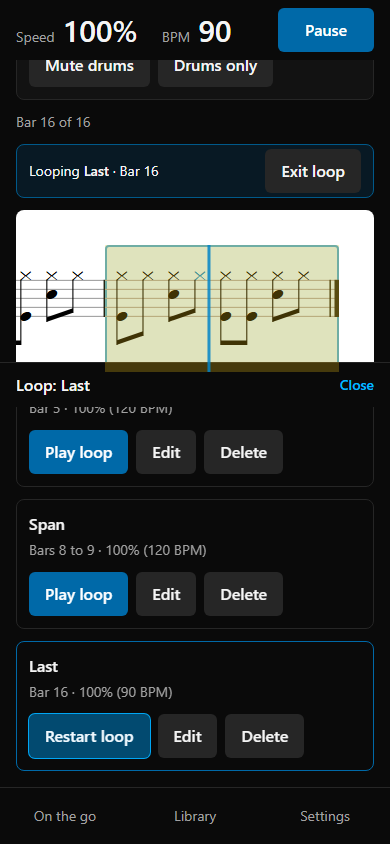 Speed 100% BPM 90 Pause
Mute drums Drums only
Bar 16 of 16
Looping Last · Bar 16 Exit loop
Loop: Last Close
Bar 5 · 100% (120 BPM)
Play loop Edit Delete
Span
Bars 8 to 9 · 100% (120 BPM)
Play loop Edit Delete
Last
Bar 16 · 100% (90 BPM)
Restart loop Edit Delete
On the go Library Settings